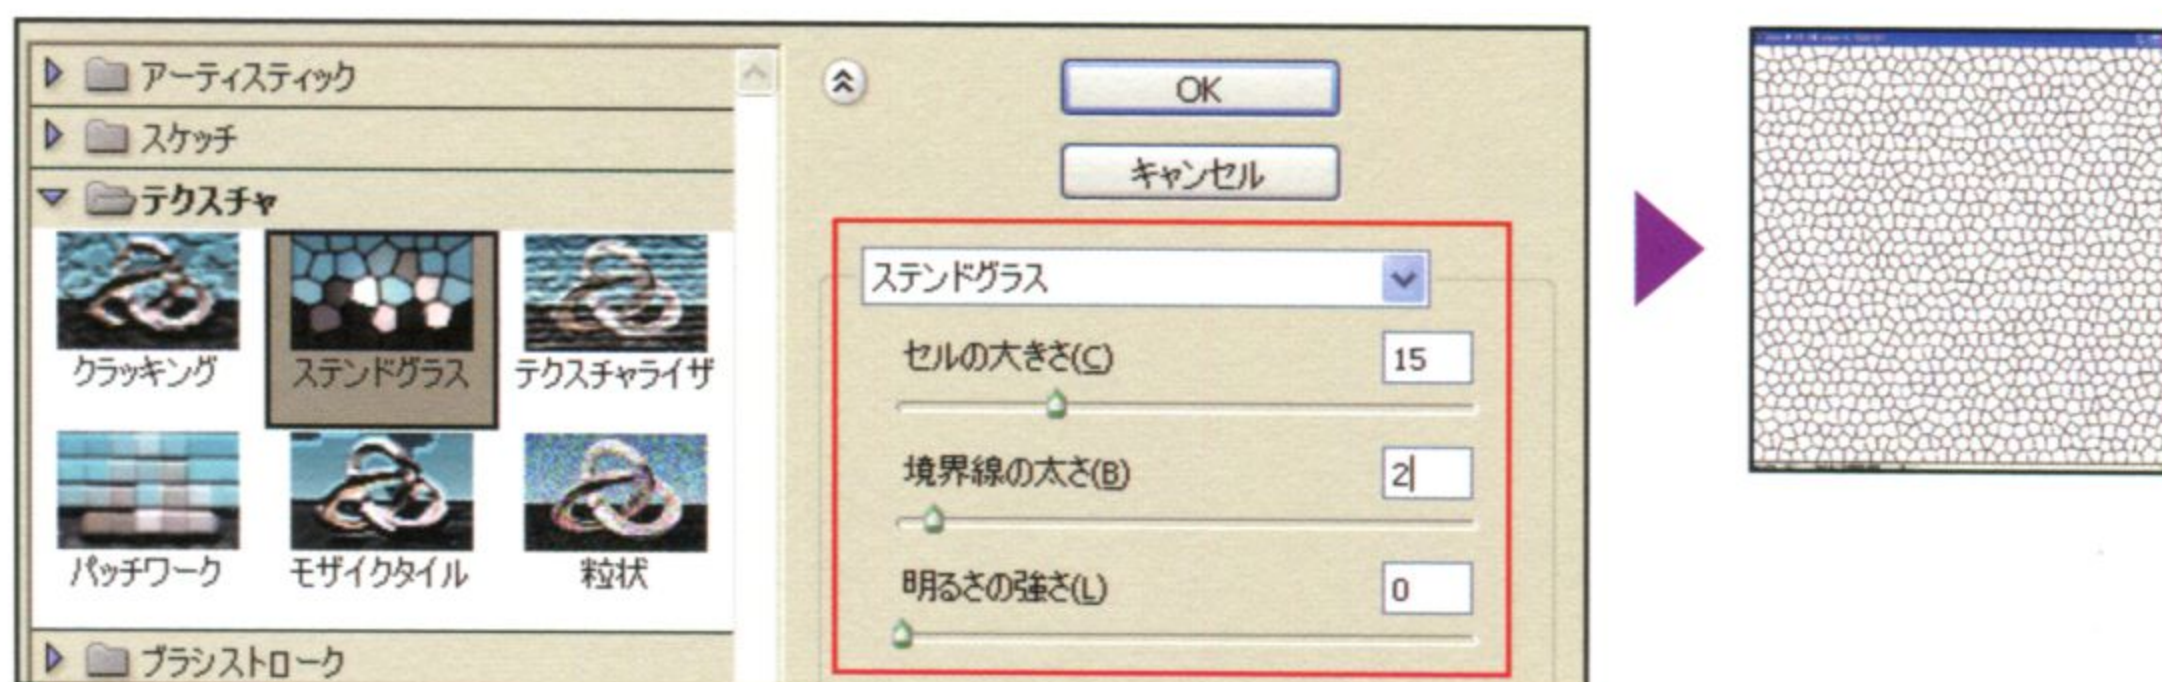 アーティスティック
スケッチ
テクスチャ
クラッキング
ステンドグラス
テクスチャライザ
パッチワーク
モザイクタイル
粒状
ブラシストローク
OK
キャンセル
ステンドグラス
セルの大きさ(C)
15
境界線の太さ(B)
2
明るさの強さ(L)
0